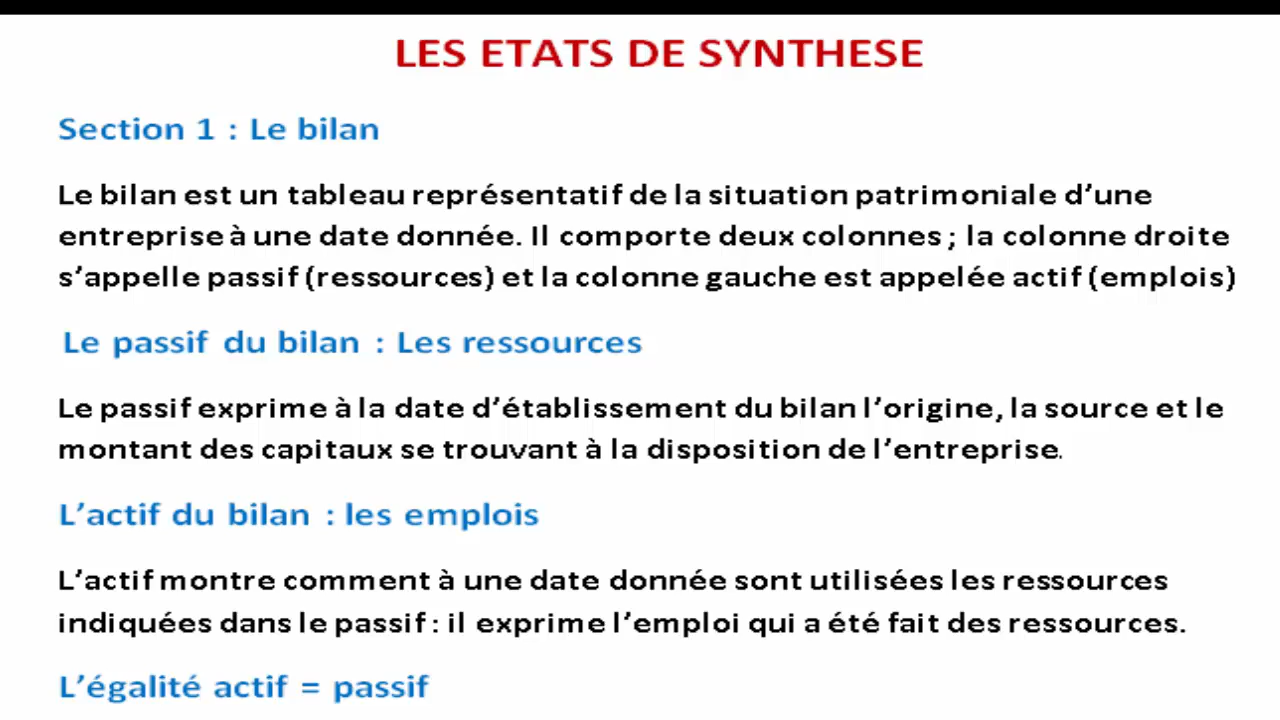 LES ETATS DE SYNTHESE
Section 1 : Le bilan
Le bilan est un tableau représentatif de la situation patrimoniale d’une
entreprise à une date donnée. Il comporte deux colonnes ; la colonne droite
s’appelle passif (ressources) et la colonne gauche est appelée actif (emplois)
Le passif du bilan : Les ressources
Le passif exprime à la date d’établissement du bilan l’origine, la source et le
montant des capitaux se trouvant à la disposition de l’entreprise.
L’actif du bilan : les emplois
L’actif montre comment à une date donnée sont utilisées les ressources
indiquées dans le passif : il exprime l’emploi qui a été fait des ressources.
L’égalité actif = passif